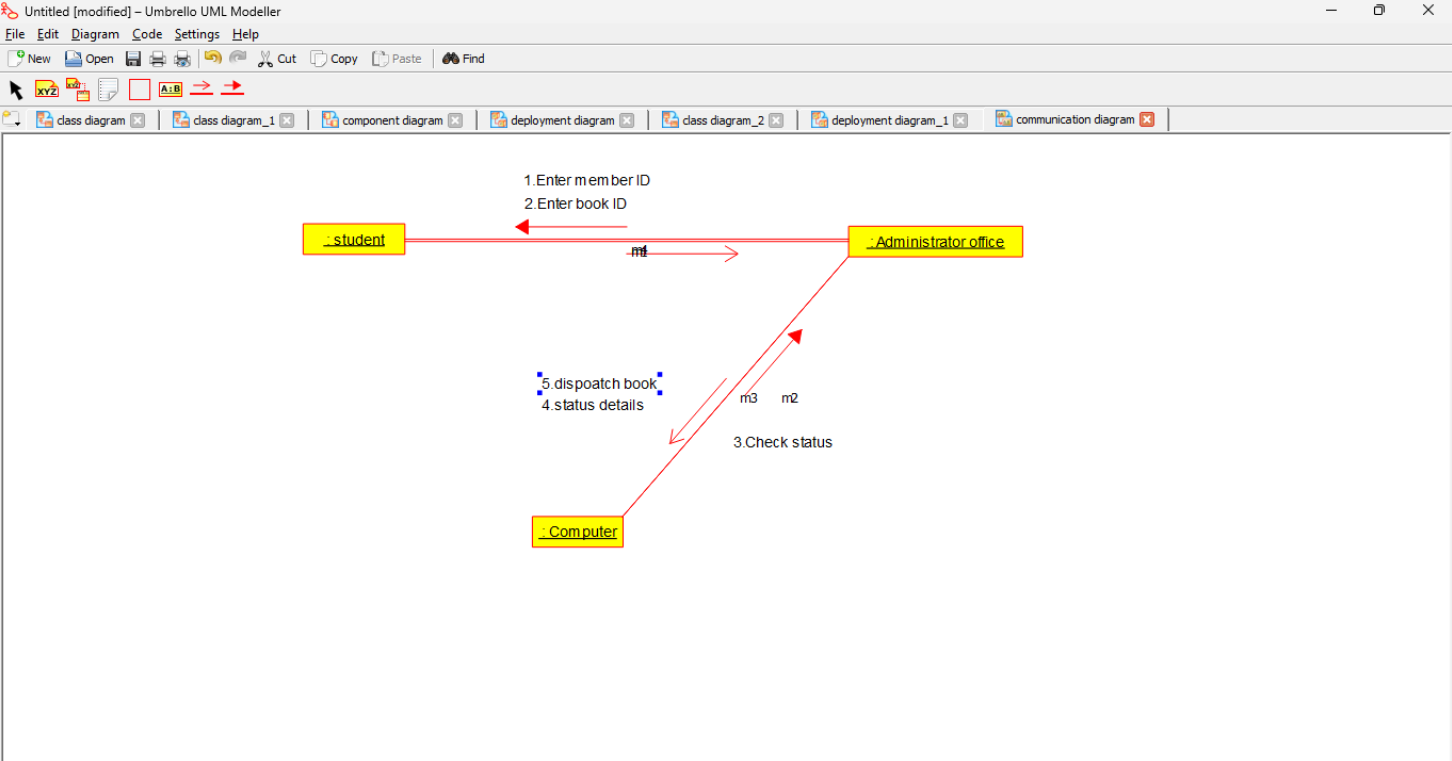 Untitled [modified] – Umbrello UML Modeller
File Edit Diagram Code Settings Help
New Open Cut Copy Paste Find
XYZ XYZ A:B
class diagram class diagram_1 component diagram deployment diagram class diagram_2 deployment diagram_1 communication diagram
1.Enter member ID
2.Enter book ID
: student
:Administrator office
5.dispoatch book
4.status details
m3 m2
3.Check status
: Computer